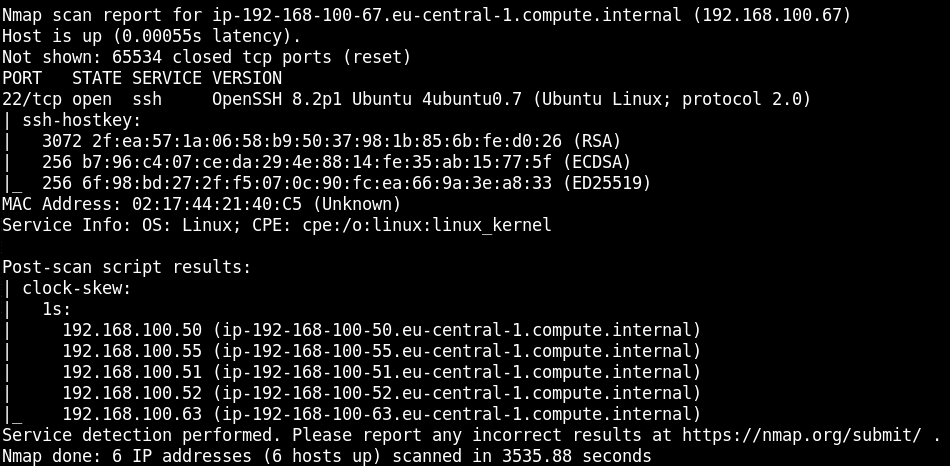 Nmap scan report for ip-192-168-100-67.eu-central-1.compute.internal (192.168.100.67)
Host is up (0.00055s latency).
Not shown: 65534 closed tcp ports (reset)
PORT   STATE SERVICE VERSION
22/tcp open  ssh     OpenSSH 8.2p1 Ubuntu 4ubuntu0.7 (Ubuntu Linux; protocol 2.0)
| ssh-hostkey:
|   3072 2f:ea:57:1a:06:58:b9:50:37:98:1b:85:6b:fe:d0:26 (RSA)
|   256 b7:96:c4:07:ce:da:29:4e:88:14:fe:35:ab:15:77:5f (ECDSA)
|_  256 6f:98:bd:27:2f:f5:07:0c:90:fc:ea:66:9a:3e:a8:33 (ED25519)
MAC Address: 02:17:44:21:40:C5 (Unknown)
Service Info: OS: Linux; CPE: cpe:/o:linux:linux_kernel

Post-scan script results:
| clock-skew:
|   1s:
|     192.168.100.50 (ip-192-168-100-50.eu-central-1.compute.internal)
|     192.168.100.55 (ip-192-168-100-55.eu-central-1.compute.internal)
|     192.168.100.51 (ip-192-168-100-51.eu-central-1.compute.internal)
|     192.168.100.52 (ip-192-168-100-52.eu-central-1.compute.internal)
|_    192.168.100.63 (ip-192-168-100-63.eu-central-1.compute.internal)
Service detection performed. Please report any incorrect results at https://nmap.org/submit/ .
Nmap done: 6 IP addresses (6 hosts up) scanned in 3535.88 seconds